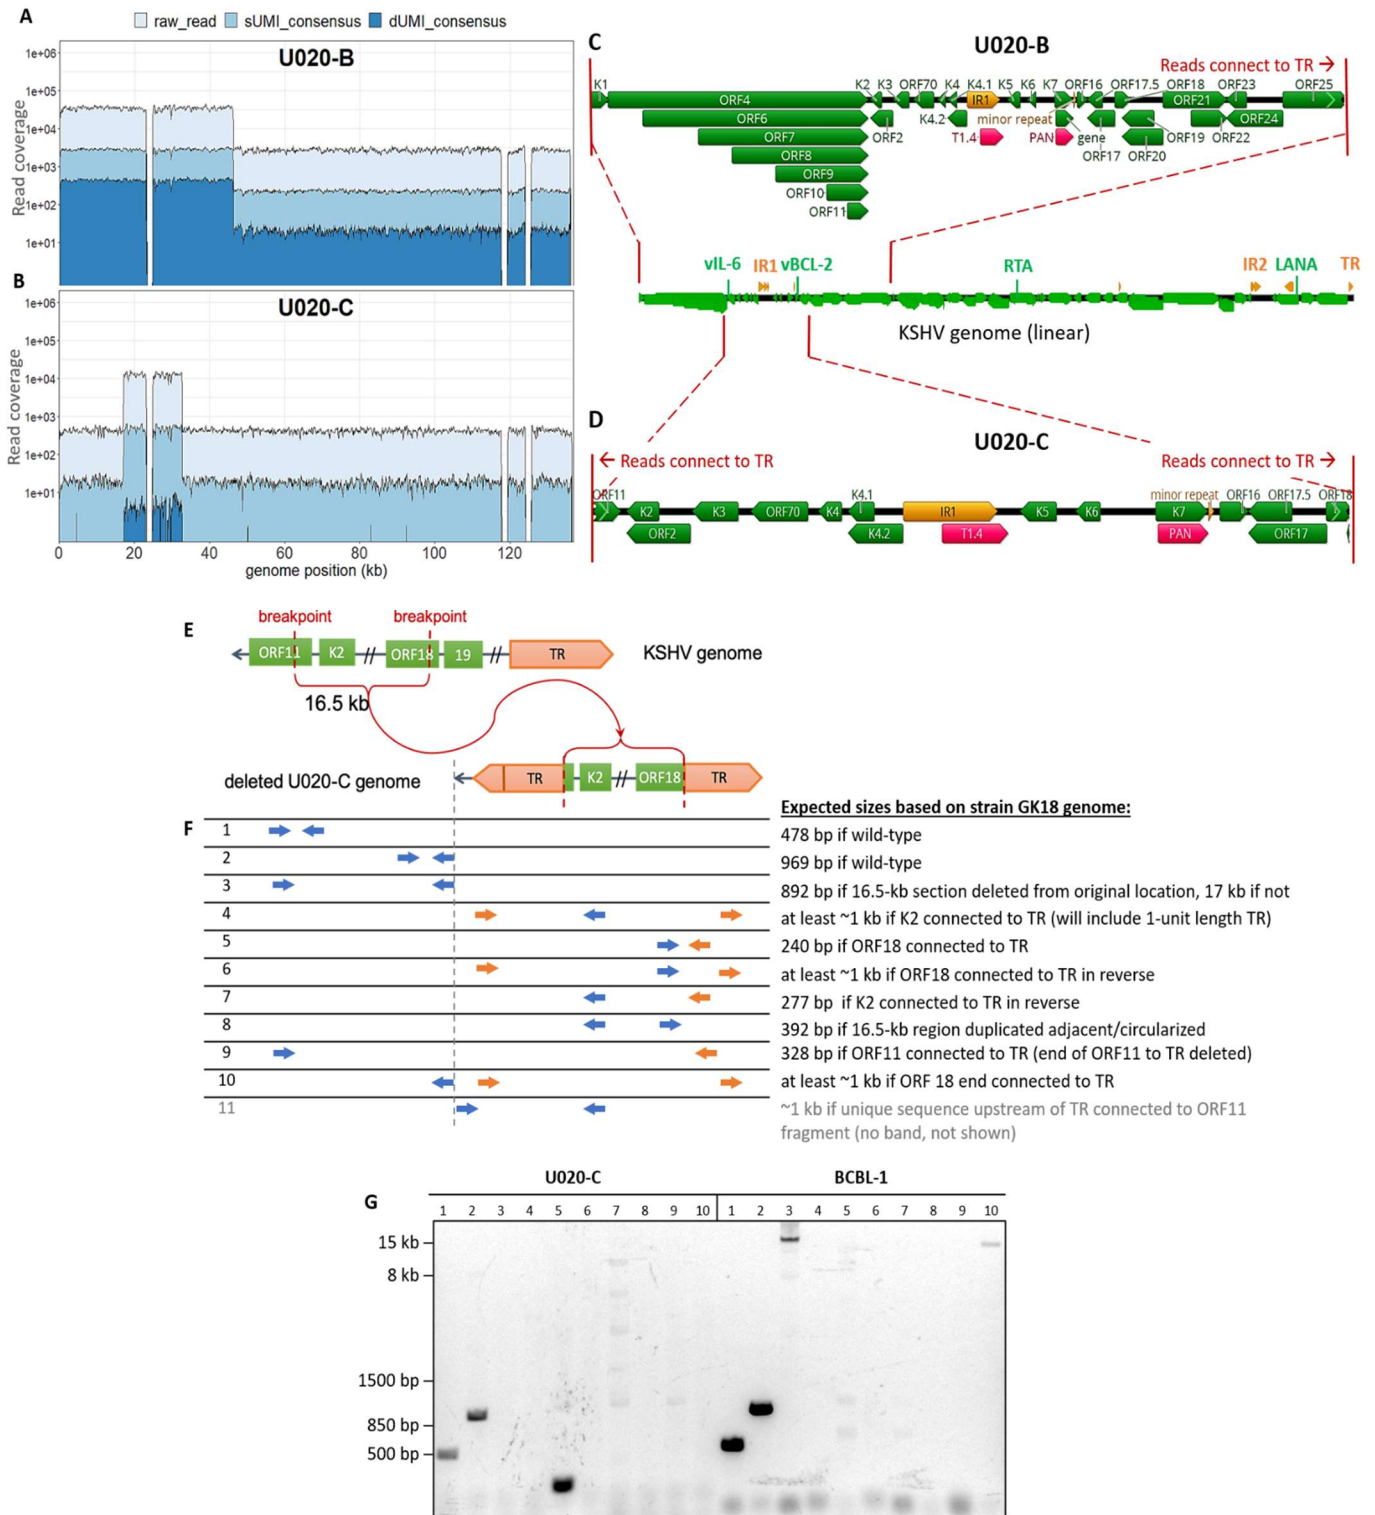 A
raw_read sUMI_consensus dUMI_consensus
U020-B
1e+06
1e+05
1e+04
1e+03
1e+02
1e+01
Read coverage
B
U020-C
1e+06
1e+05
1e+04
1e+03
1e+02
1e+01
Read coverage
0 20 40 60 80 100 120
genome position (kb)
C
U020-B
Reads connect to TR →
K1 K2 K3 ORF70 K4 K4.1 K5 K6 K7 ORF16 ORF17.5 ORF18 ORF23 ORF25
ORF4 IR1 ORF21
ORF6 ORF2 K4.2 minor repeat ORF24
ORF7 T1.4 PAN gene ORF19 ORF22
ORF8 ORF17 ORF20
ORF9
ORF10
ORF11
vIL-6 IR1 vBCL-2 RTA IR2 LANA TR
KSHV genome (linear)
D
U020-C
← Reads connect to TR
Reads connect to TR →
ORF11 K4.1 minor repeat ORF16 ORF17.5 ORF18
K2 K3 ORF70 K4 IR1 K5 K6 K7
ORF2 K4.2 T1.4 PAN ORF17
E
breakpoint breakpoint
ORF11 K2 // ORF18 19 // TR KSHV genome
16.5 kb
deleted U020-C genome
TR K2 // ORF18 TR
F
Expected sizes based on strain GK18 genome:
1 478 bp if wild-type
2 969 bp if wild-type
3 892 bp if 16.5-kb section deleted from original location, 17 kb if not
4 at least ~1 kb if K2 connected to TR (will include 1-unit length TR)
5 240 bp if ORF18 connected to TR
6 at least ~1 kb if ORF18 connected to TR in reverse
7 277 bp if K2 connected to TR in reverse
8 392 bp if 16.5-kb region duplicated adjacent/circularized
9 328 bp if ORF11 connected to TR (end of ORF11 to TR deleted)
10 at least ~1 kb if ORF 18 end connected to TR
11 ~1 kb if unique sequence upstream of TR connected to ORF11
fragment (no band, not shown)
G
U020-C BCBL-1
1 2 3 4 5 6 7 8 9 10 1 2 3 4 5 6 7 8 9 10
15 kb
8 kb
1500 bp
850 bp
500 bp